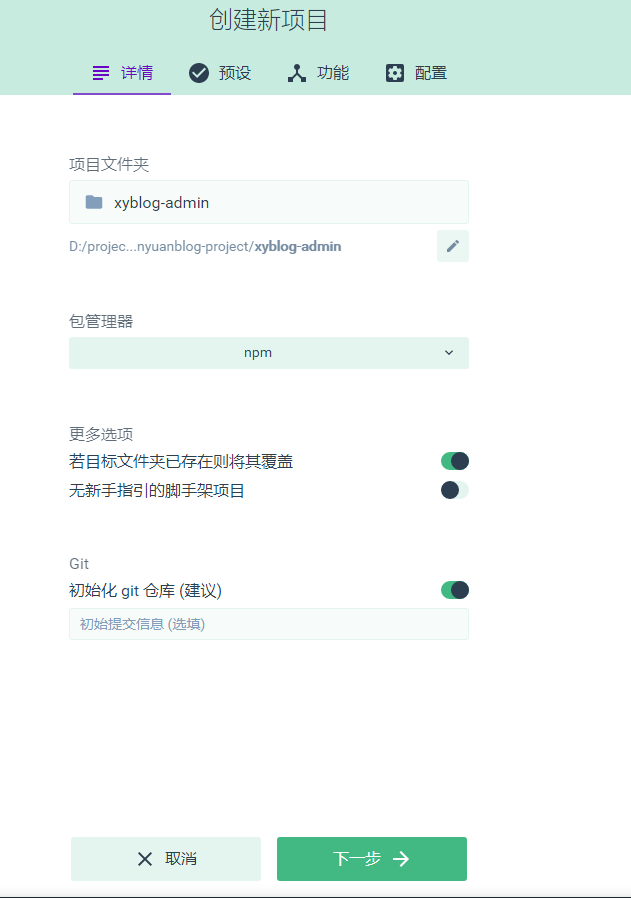 创建新项目
详情 预设 功能 配置
项目文件夹
xyblog-admin
D:/projec...nyuanblog-project/xyblog-admin
包管理器
npm
更多选项
若目标文件夹已存在则将其覆盖
无新手指引的脚手架项目
Git
初始化 git 仓库 (建议)
初始提交信息 (选填)
取消 下一步